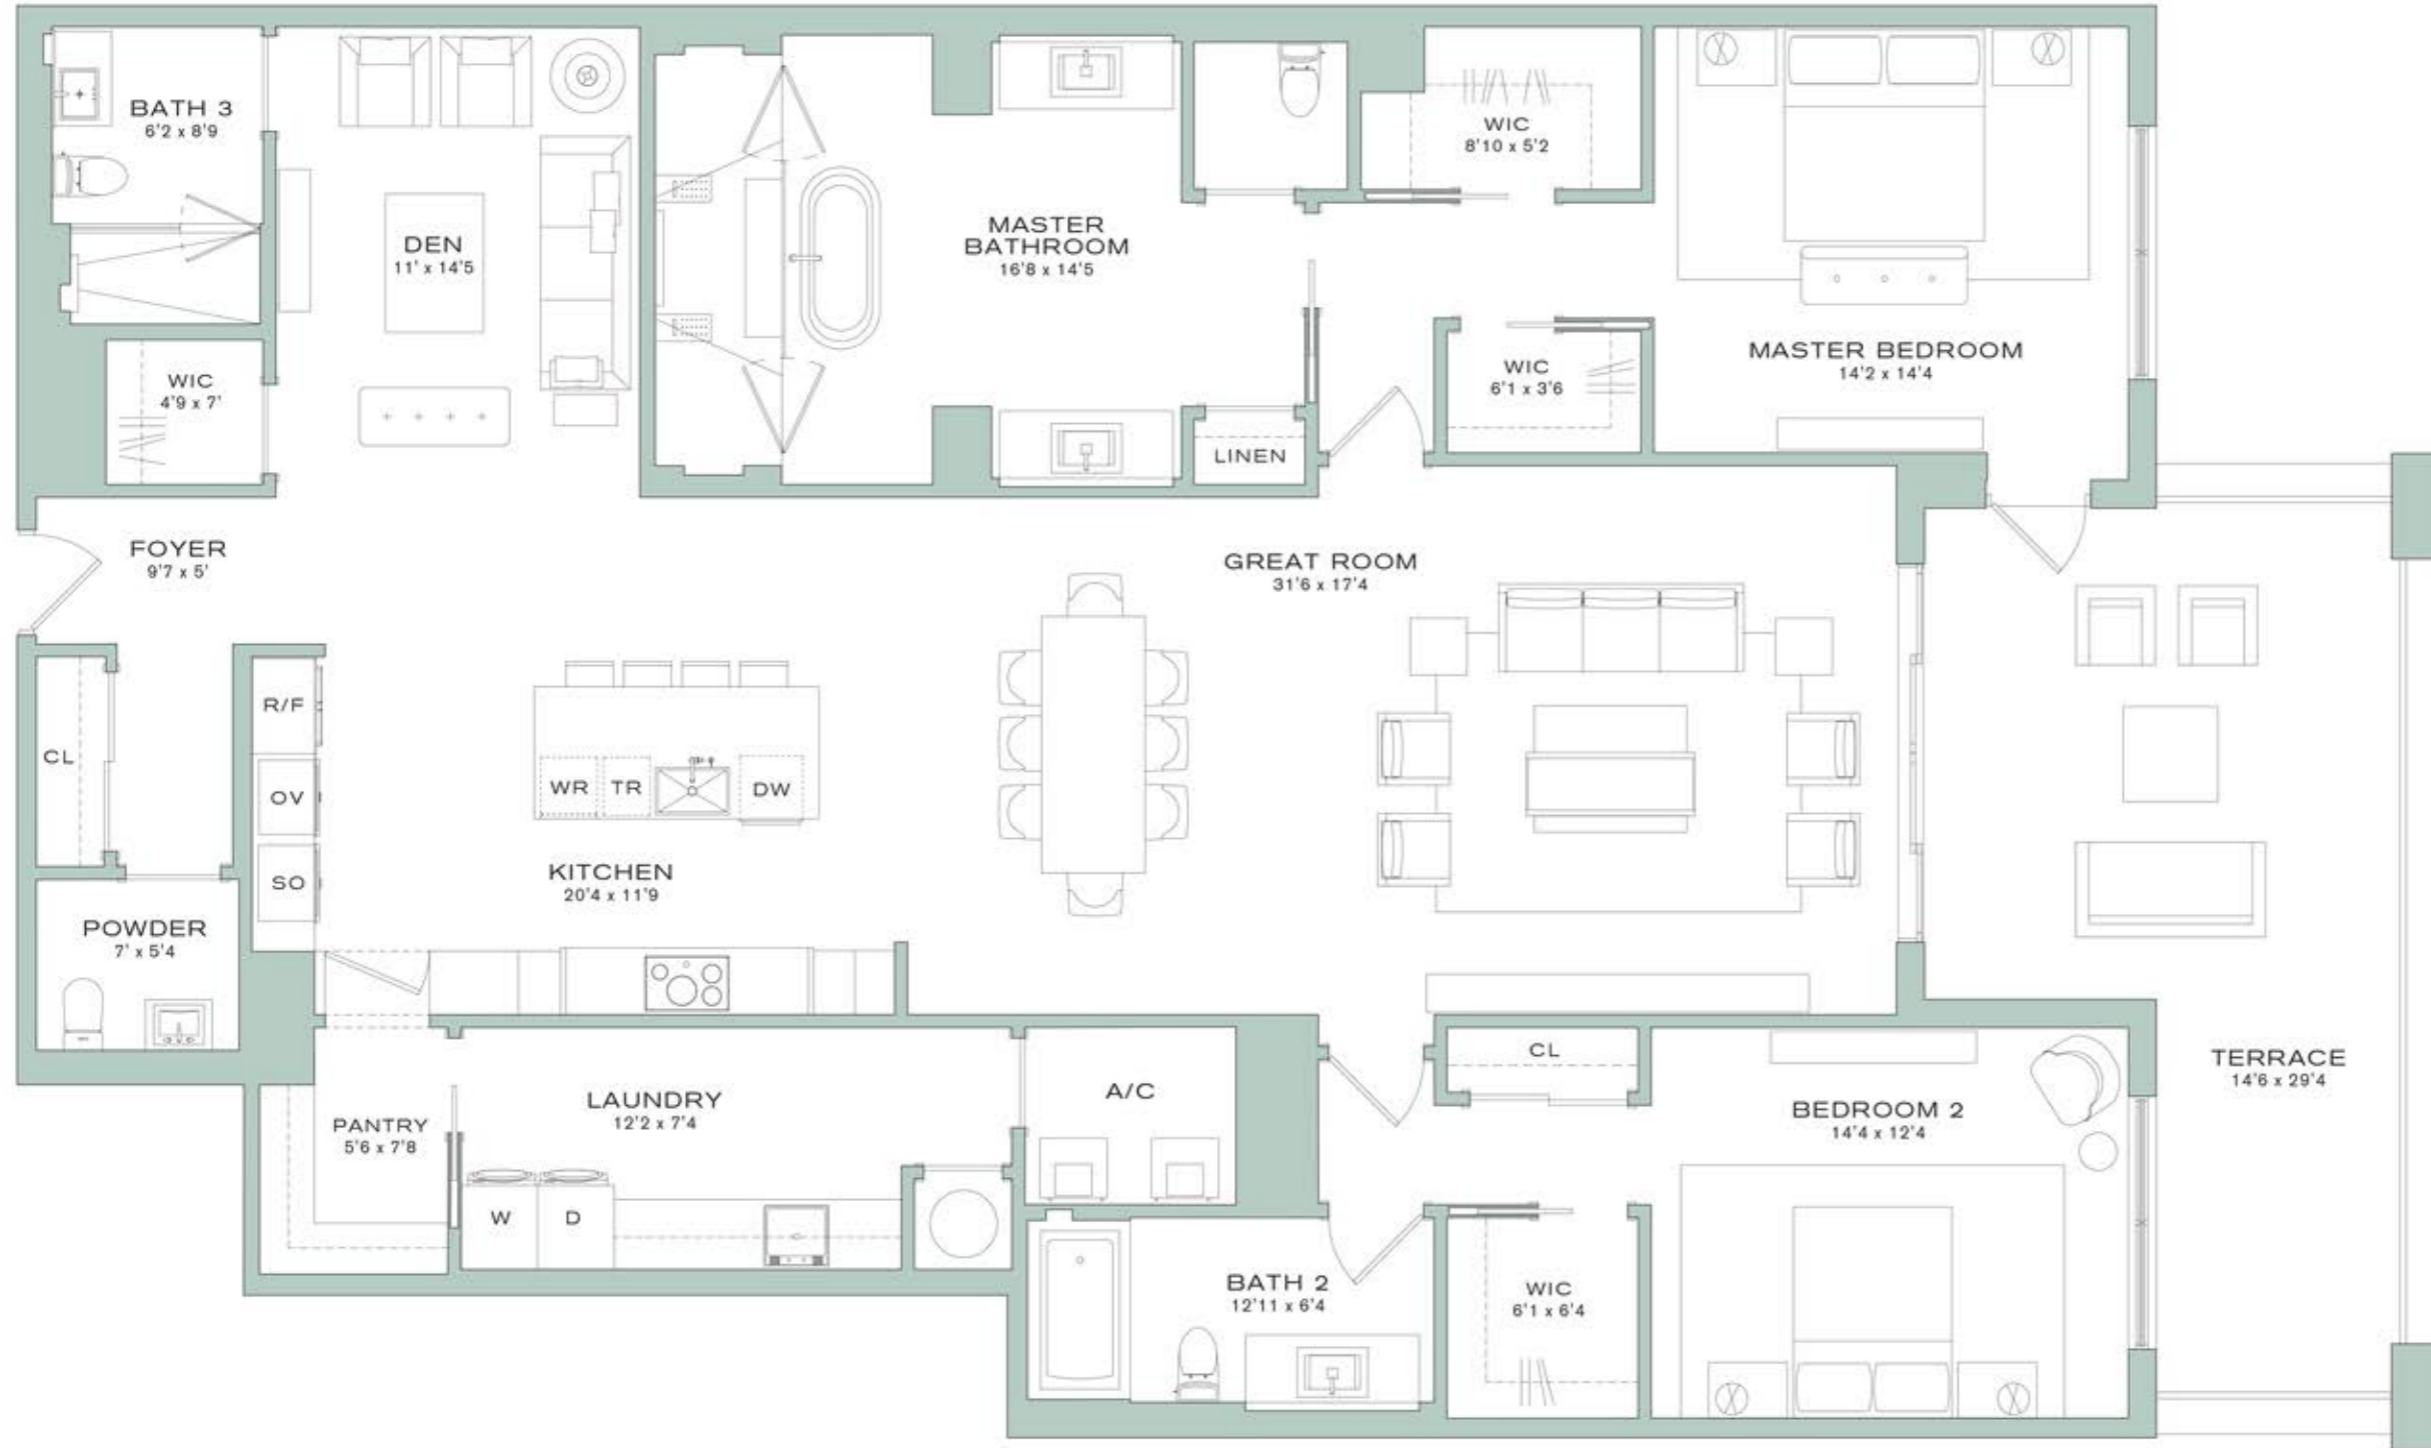 BATH 3
6'2 x 8'9
DEN
11' x 14'5
WIC
4'9 x 7'
MASTER
BATHROOM
16'8 x 14'5
LINEN
WIC
8'10 x 5'2
WIC
6'1 x 3'6
MASTER BEDROOM
14'2 x 14'4
FOYER
9'7 x 5'
GREAT ROOM
31'6 x 17'4
CL
R/F
OV
SO
WR
TR
DW
KITCHEN
20'4 x 11'9
POWDER
7' x 5'4
PANTRY
5'6 x 7'8
LAUNDRY
12'2 x 7'4
W
D
A/C
BATH 2
12'11 x 6'4
CL
WIC
6'1 x 6'4
BEDROOM 2
14'4 x 12'4
TERRACE
14'6 x 29'4